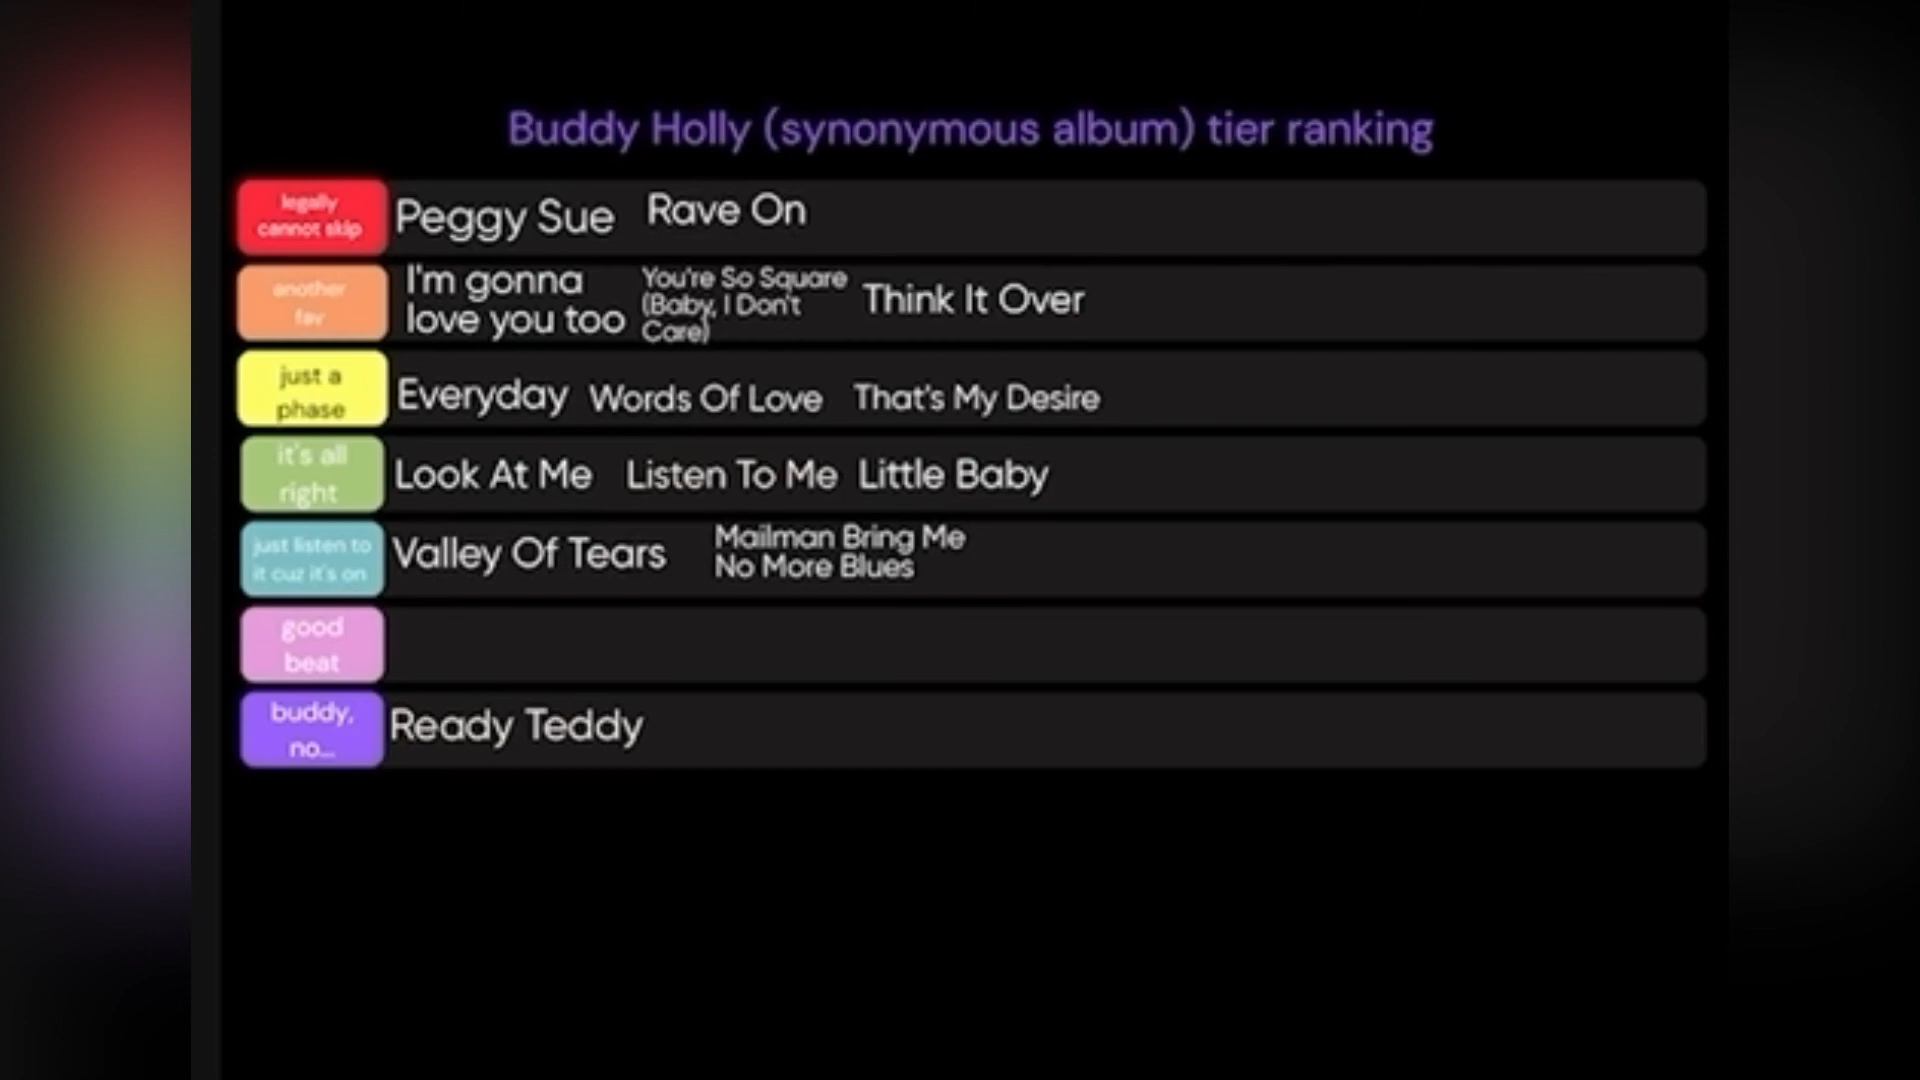 Buddy Holly (synonymous album) tier ranking
legally
cannot skip
Peggy Sue Rave On
another
fav
I'm gonna
love you too
You're So Square
(Baby, I Don't
Care)
Think It Over
just a
phase
Everyday Words Of Love That's My Desire
it's all
right
Look At Me Listen To Me Little Baby
just listen to
it cuz it's on
Valley Of Tears
Mailman Bring Me
No More Blues
good
beat
buddy,
no...
Ready Teddy